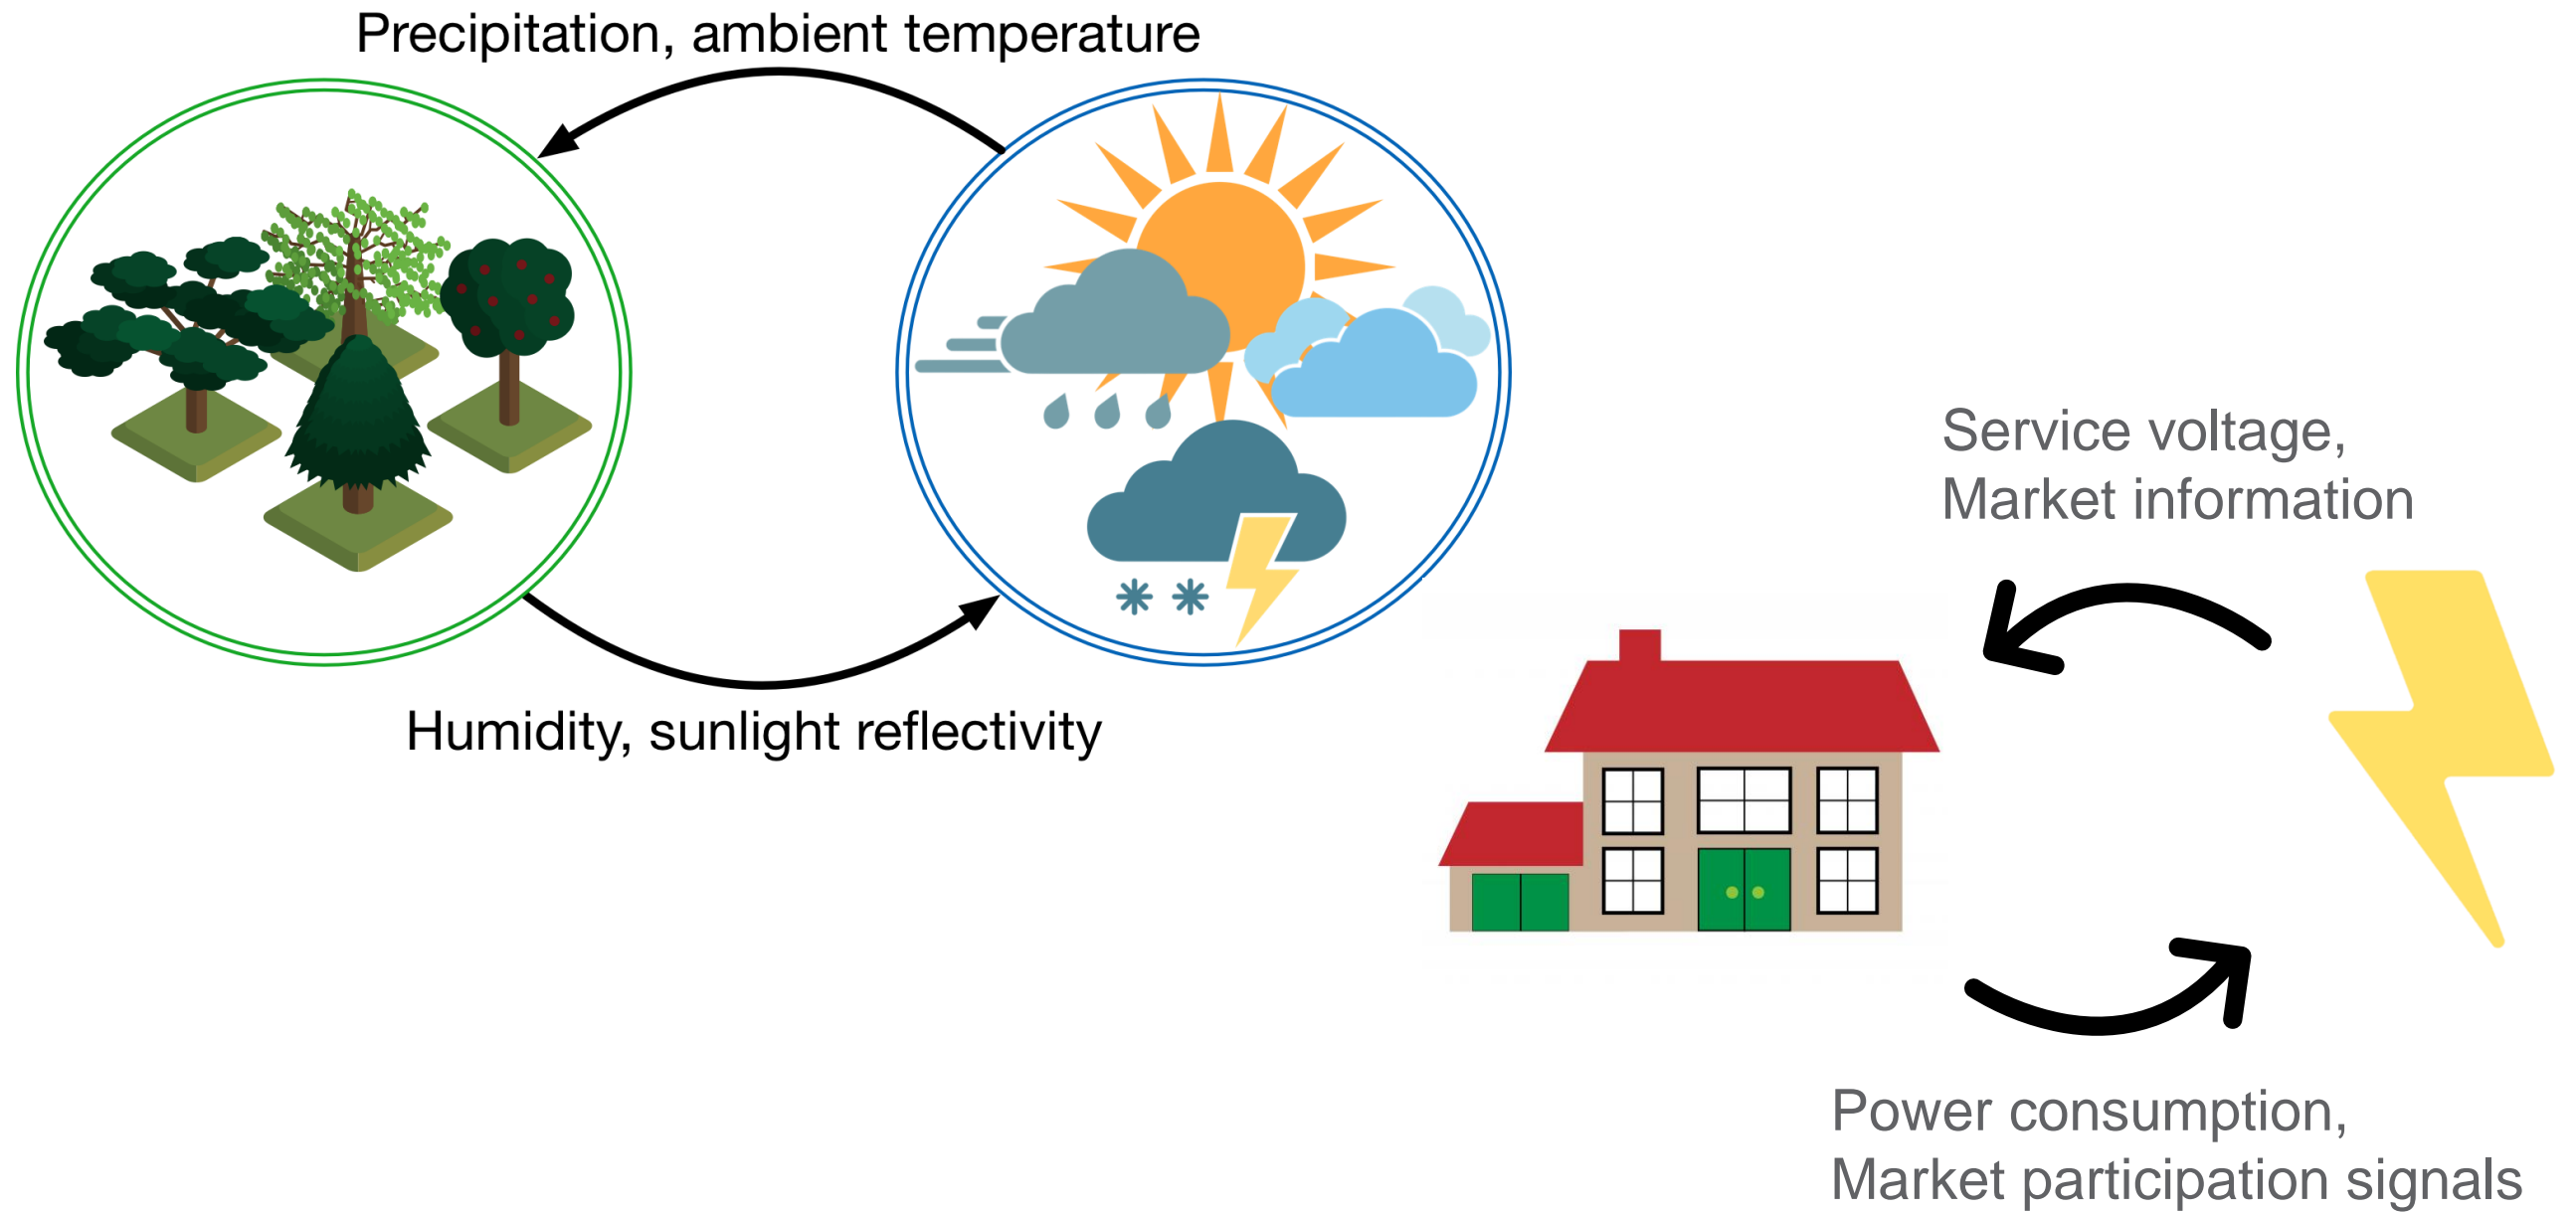 Precipitation, ambient temperature
Humidity, sunlight reflectivity
Service voltage,
Market information
Power consumption,
Market participation signals